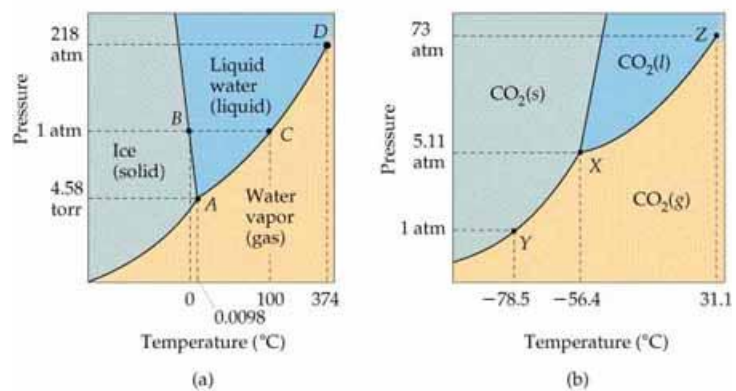 218
atm
Pressure
1 atm
4.58
torr
D
Liquid
water
(liquid)
B
C
Ice
(solid)
A
Water
vapor
(gas)
0
100
374
0.0098
Temperature (°C)
(a)
73
atm
Pressure
5.11
atm
1 atm
Z
CO₂(l)
CO₂(s)
X
CO₂(g)
Y
−78.5
−56.4
31.1
Temperature (°C)
(b)